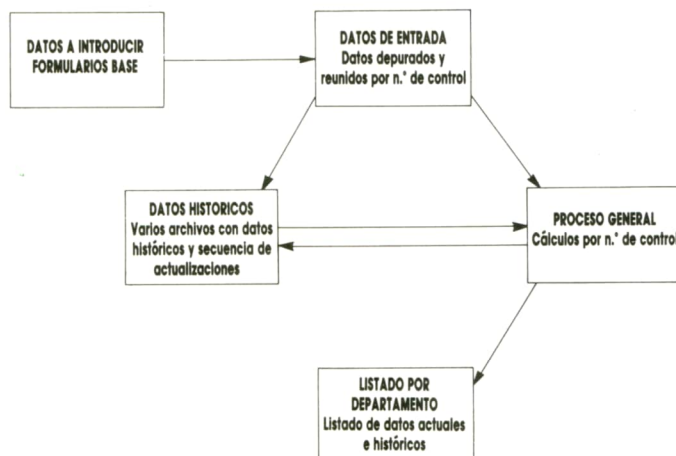 DATOS A INTRODUCIR
FORMULARIOS BASE
DATOS DE ENTRADA
Datos depurados y
reunidos por n.° de control
DATOS HISTORICOS
Varios archivos con datos
históricos y secuencia de
actualizaciones
PROCESO GENERAL
Cálculos por n.° de control
LISTADO POR
DEPARTAMENTO
Listado de datos actuales
e históricos